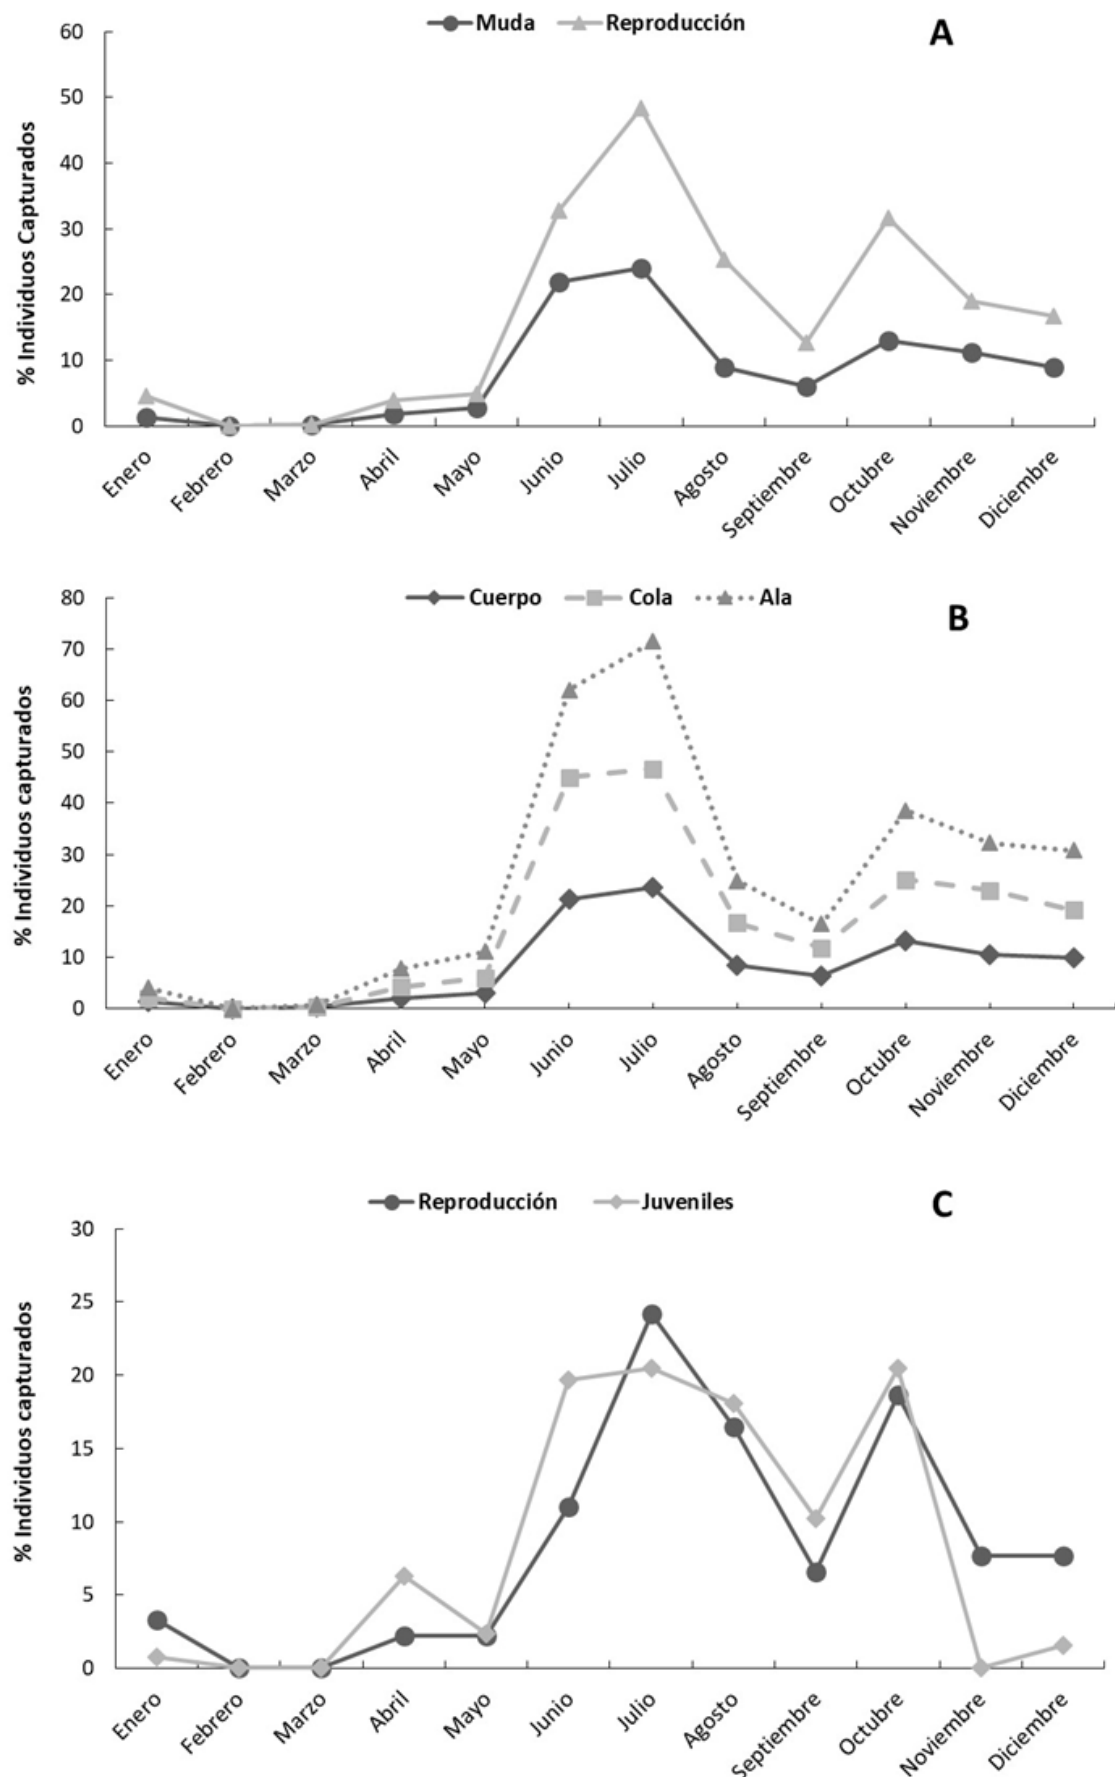 Muda Reproducción
A
60
50
40
30
20
10
0
% Individuos Capturados
Enero Febrero Marzo Abril Mayo Junio Julio Agosto Septiembre Octubre Noviembre Diciembre
Cuerpo Cola Ala
B
80
70
60
50
40
30
20
10
0
% Individuos capturados
Enero Febrero Marzo Abril Mayo Junio Julio Agosto Septiembre Octubre Noviembre Diciembre
Reproducción Juveniles
C
30
25
20
15
10
5
0
% Individuos capturados
Enero Febrero Marzo Abril Mayo Junio Julio Agosto Septiembre Octubre Noviembre Diciembre